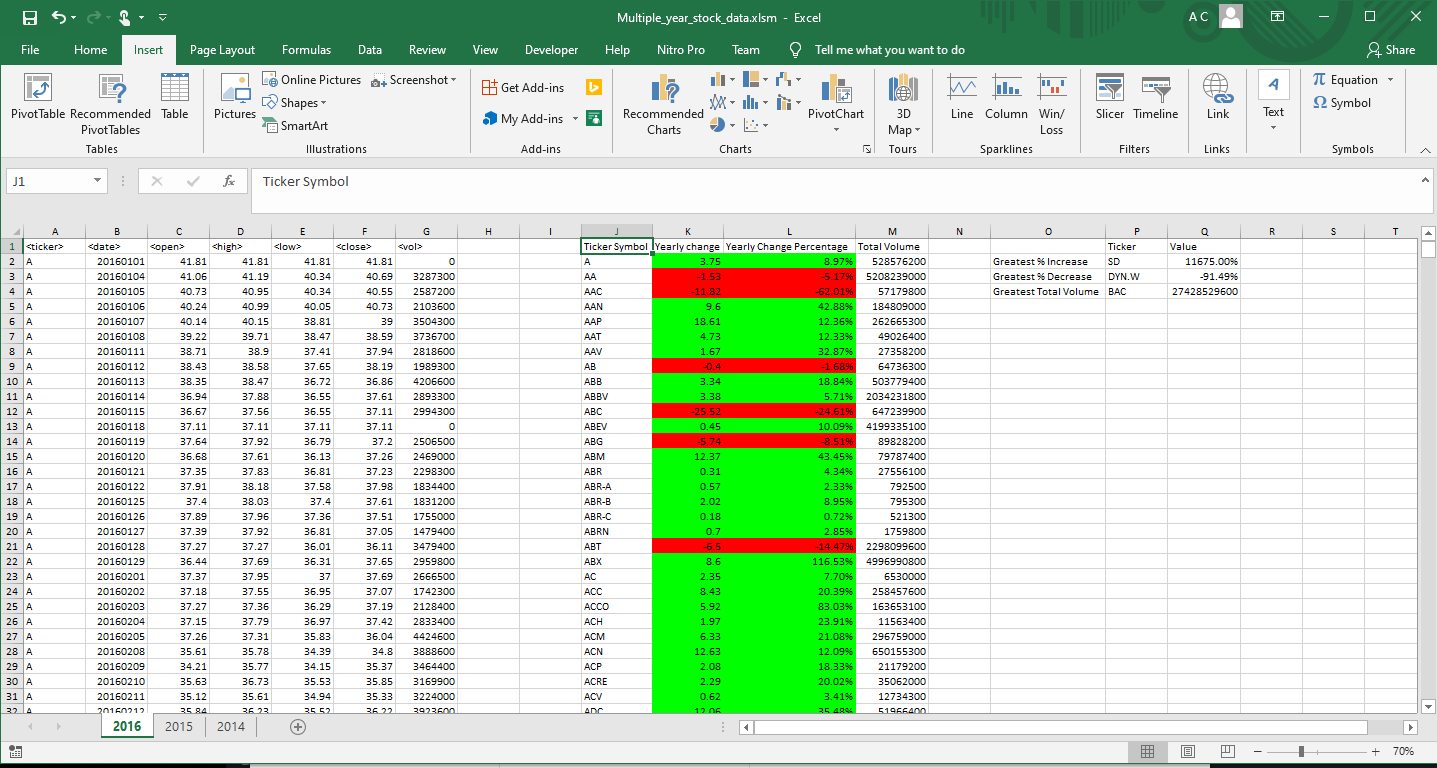 Multiple_year_stock_data.xlsm - Excel
A C
File Home Insert Page Layout Formulas Data Review View Developer Help Nitro Pro Team Tell me what you want to do Share
PivotTable Recommended PivotTables Table
Tables
Pictures Online Pictures Shapes SmartArt Screenshot
Illustrations
Get Add-ins
My Add-ins
Add-ins
Recommended Charts PivotChart
Charts
3D Map
Tours
Line Column Win/Loss
Sparklines
Slicer Timeline
Filters
Link
Links
Text
Equation
Symbol
Symbols
J1 fx Ticker Symbol
A B C D E F G H I J K L M N O P Q R S T
1 <ticker> <date> <open> <high> <low> <close> <vol> Ticker Symbol Yearly change Yearly Change Percentage Total Volume Ticker Value
2 A 20160101 41.81 41.81 41.81 41.81 0 A 3.75 8.97% 528576200 Greatest % Increase SD 11675.00%
3 A 20160104 41.06 41.19 40.34 40.69 3287300 AA -1.53 -5.17% 5208239000 Greatest % Decrease DYN.W -91.49%
4 A 20160105 40.73 40.95 40.34 40.55 2587200 AAC -11.82 -62.01% 57179800 Greatest Total Volume BAC 27428529600
5 A 20160106 40.24 40.99 40.05 40.73 2103600 AAN 9.6 42.88% 184809000
6 A 20160107 40.14 40.15 38.81 39 3504300 AAP 18.61 12.36% 262665300
7 A 20160108 39.22 39.71 38.47 38.59 3736700 AAT 4.73 12.33% 49026400
8 A 20160111 38.71 38.9 37.41 37.94 2818600 AAV 1.67 32.87% 27358200
9 A 20160112 38.43 38.58 37.65 38.19 1989300 AB -0.4 -1.68% 64736300
10 A 20160113 38.35 38.47 36.72 36.86 4206600 ABB 3.34 18.84% 503779400
11 A 20160114 36.94 37.88 36.55 37.61 2893300 ABBV 3.38 5.71% 2034231800
12 A 20160115 36.67 37.56 36.55 37.11 2994300 ABC -25.52 -24.61% 647239900
13 A 20160118 37.11 37.11 37.11 37.11 0 ABEV 0.45 10.09% 4199335100
14 A 20160119 37.64 37.92 36.79 37.2 2506500 ABG -5.74 -8.51% 89828200
15 A 20160120 36.68 37.61 36.13 37.26 2469000 ABM 12.37 43.45% 79787400
16 A 20160121 37.35 37.83 36.81 37.23 2298300 ABR 0.31 4.34% 27556100
17 A 20160122 37.91 38.18 37.58 37.98 1834400 ABR-A 0.57 2.33% 792500
18 A 20160125 37.4 38.03 37.4 37.61 1831200 ABR-B 2.02 8.95% 795300
19 A 20160126 37.89 37.96 37.36 37.51 1755000 ABR-C 0.18 0.72% 521300
20 A 20160127 37.39 37.92 36.81 37.05 1479400 ABRN 0.7 2.85% 1759800
21 A 20160128 37.27 37.27 36.01 36.11 3479400 ABT -6.5 -14.47% 2298099600
22 A 20160129 36.44 37.69 36.31 37.65 2959800 ABX 8.6 116.53% 4996990800
23 A 20160201 37.37 37.95 37 37.69 2666500 AC 2.35 7.70% 6530000
24 A 20160202 37.18 37.55 36.95 37.07 1742300 ACC 8.43 20.39% 258457600
25 A 20160203 37.27 37.36 36.29 37.19 2128400 ACCO 5.92 83.03% 163653100
26 A 20160204 37.15 37.79 36.97 37.42 2833400 ACH 1.97 23.91% 11563400
27 A 20160205 37.26 37.31 35.83 36.04 4424600 ACM 6.33 21.08% 296759000
28 A 20160208 35.61 35.78 34.39 34.8 3888600 ACN 12.63 12.09% 650155300
29 A 20160209 34.21 35.77 34.15 35.37 3464400 ACP 2.08 18.33% 21179200
30 A 20160210 35.63 36.73 35.53 35.85 3169900 ACRE 2.29 20.02% 35062000
31 A 20160211 35.12 35.61 34.94 35.33 3224000 ACV 0.62 3.41% 12734300
32 A 20160212 35.84 36.23 35.52 36.22 3923600 ADC 12.06 35.48% 51966400
2016 2015 2014
70%